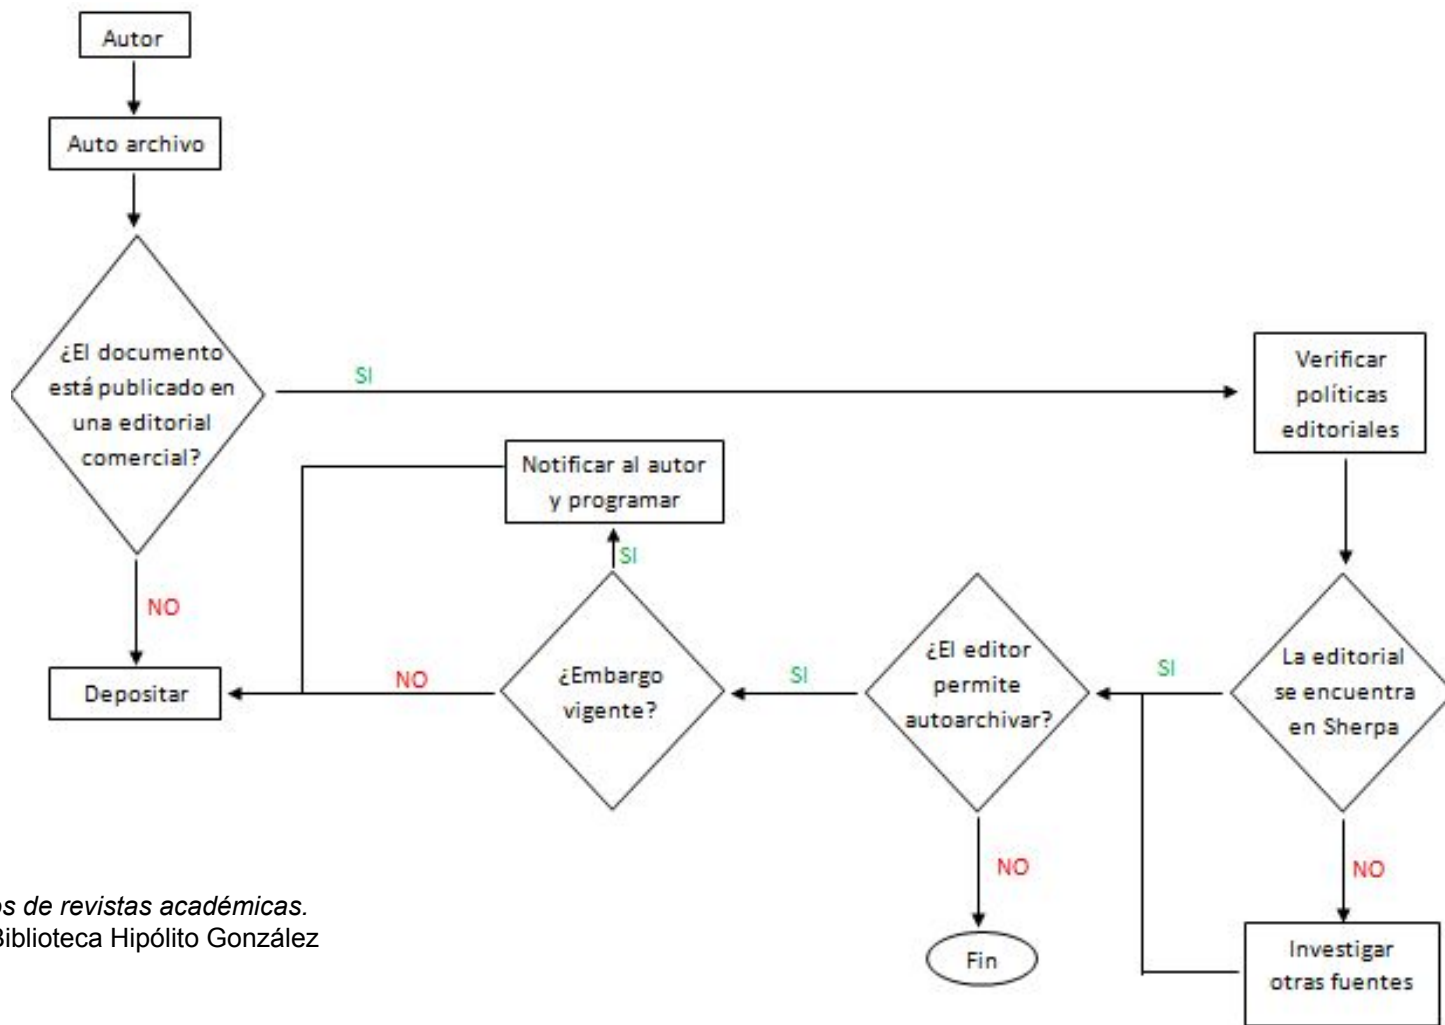 Autor
Auto archivo
¿El documento
está publicado en
una editorial
comercial?
SI
Verificar
políticas
editoriales
Notificar al autor
y programar
SI
NO
Depositar
NO
¿Embargo
vigente?
SI
¿El editor
permite
autoarchivar?
SI
La editorial
se encuentra
en Sherpa
NO
NO
Fin
Investigar
otras fuentes
de revistas académicas.
Biblioteca Hipólito González